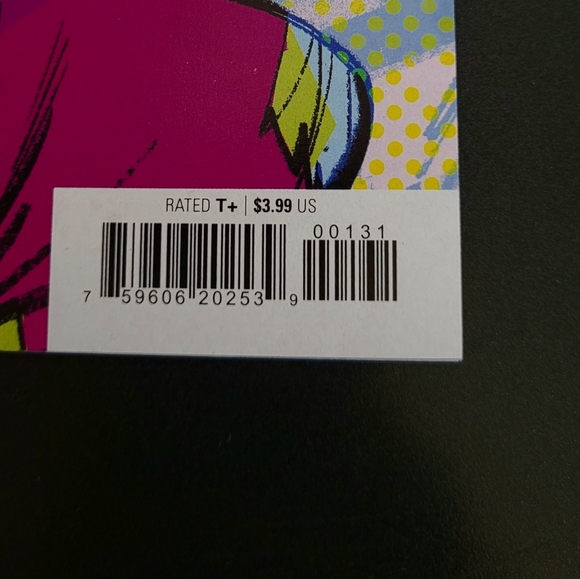 RATED T+ | $3.99 US
00131
7 59606 20253 9